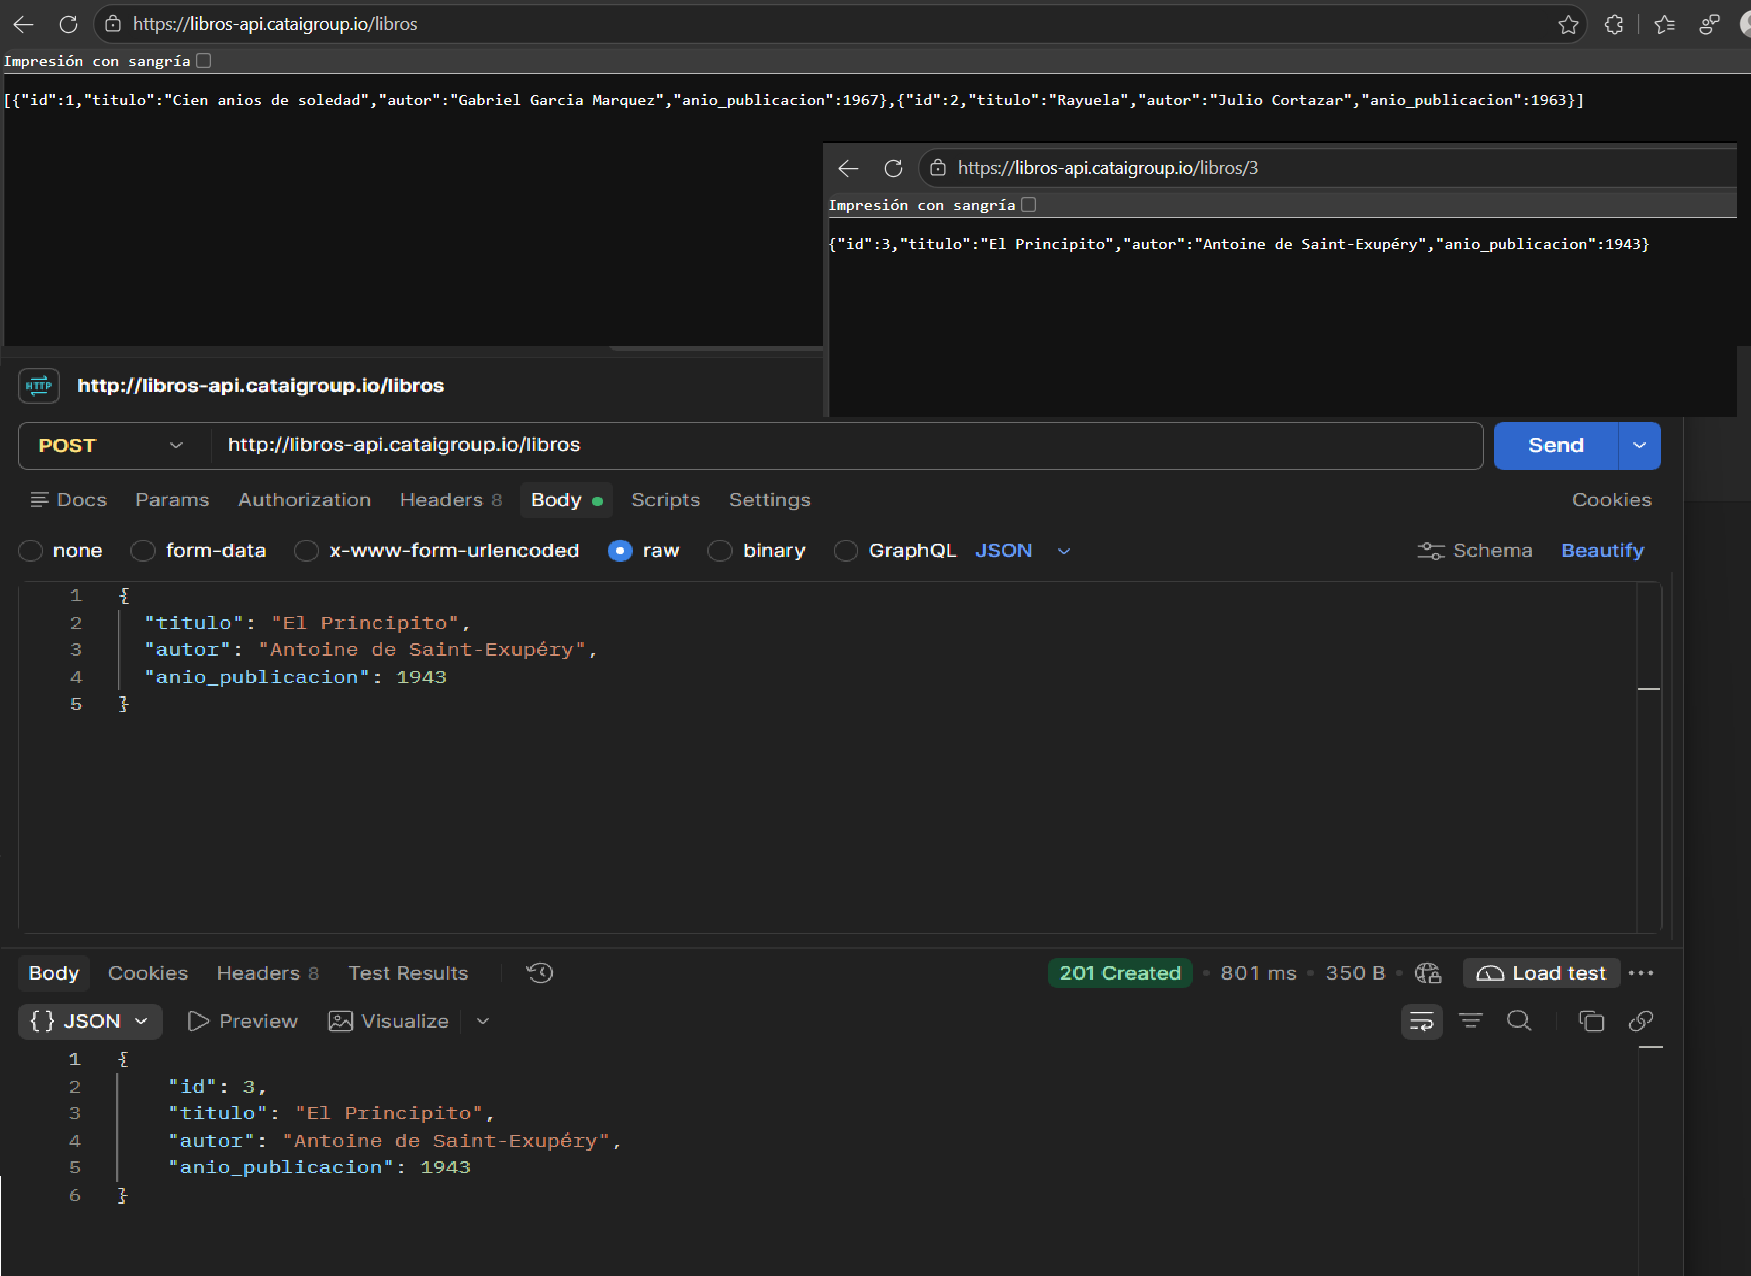 https://libros-api.cataigroup.io/libros
Impresión con sangría
[{"id":1,"titulo":"Cien anios de soledad","autor":"Gabriel Garcia Marquez","anio_publicacion":1967},{"id":2,"titulo":"Rayuela","autor":"Julio Cortazar","anio_publicacion":1963}]
https://libros-api.cataigroup.io/libros/3
Impresión con sangría
{"id":3,"titulo":"El Principito","autor":"Antoine de Saint-Exupéry","anio_publicacion":1943}
HTTP http://libros-api.cataigroup.io/libros
POST http://libros-api.cataigroup.io/libros Send
Docs Params Authorization Headers 8 Body Scripts Settings Cookies
none form-data x-www-form-urlencoded raw binary GraphQL JSON Schema Beautify
1 {
2 "titulo": "El Principito",
3 "autor": "Antoine de Saint-Exupéry",
4 "anio_publicacion": 1943
5 }
Body Cookies Headers 8 Test Results 201 Created • 801 ms • 350 B • Load test
{} JSON Preview Visualize
1 {
2 "id": 3,
3 "titulo": "El Principito",
4 "autor": "Antoine de Saint-Exupéry",
5 "anio_publicacion": 1943
6 }